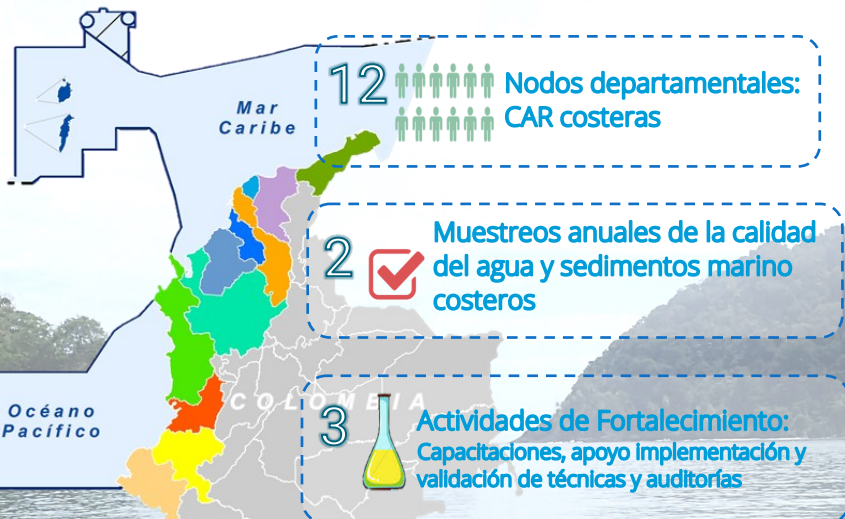 Mar
Caribe
12
Nodos departamentales:
CAR costeras
2
Muestreos anuales de la calidad
del agua y sedimentos marino
costeros
COLOMBIA
Océano
Pacífico
3
Actividades de Fortalecimiento:
Capacitaciones, apoyo implementación y
validación de técnicas y auditorías